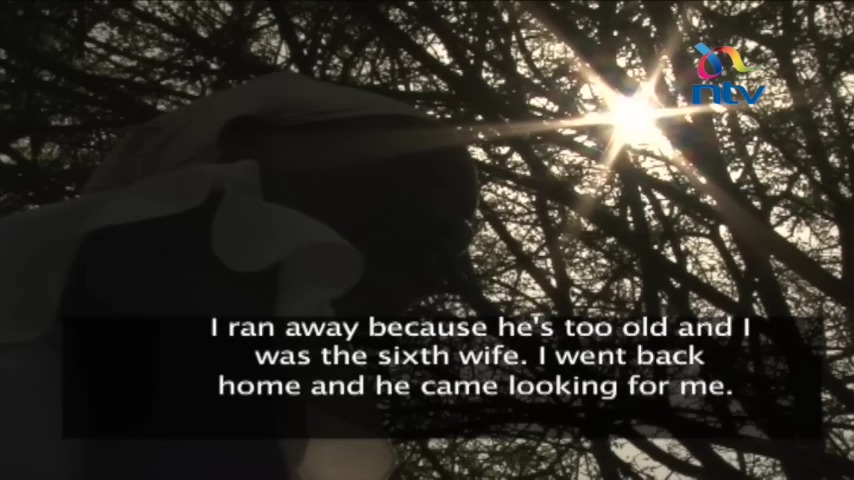 ntv
I ran away because he's too old and I
was the sixth wife. I went back
home and he came looking for me.